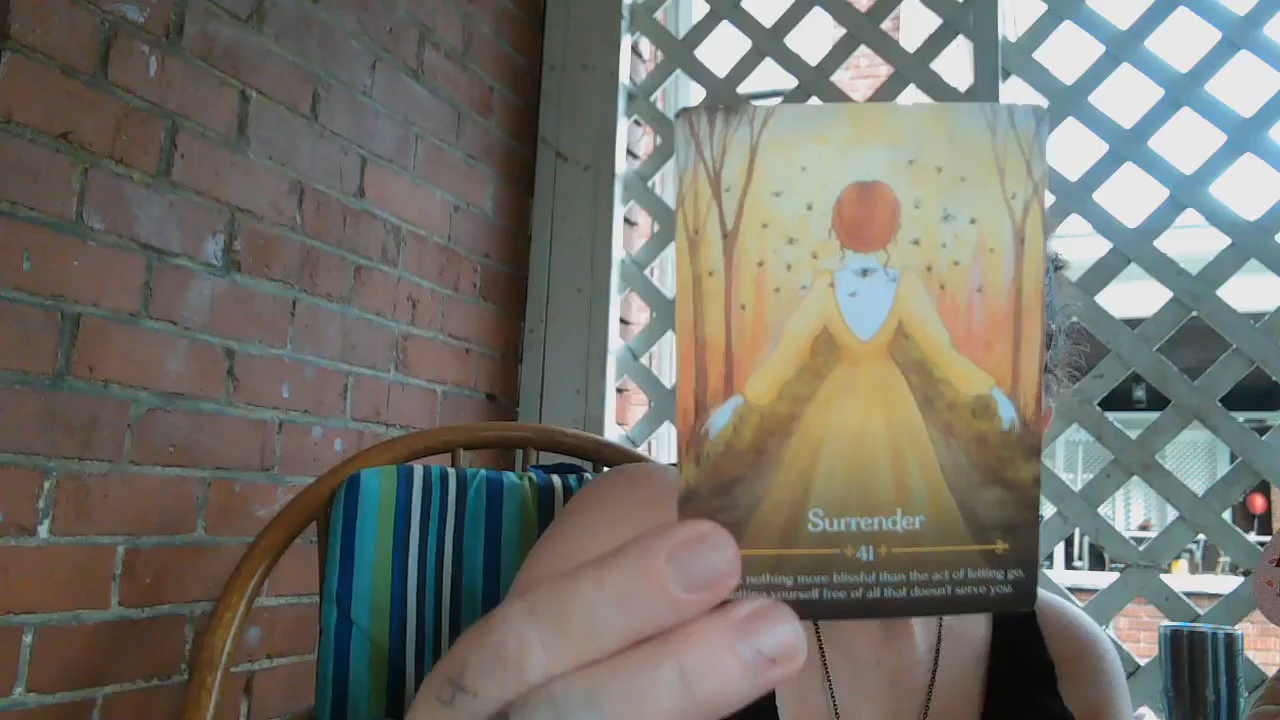 Surrender
41
nothing more blissful than the act of letting go,
yourself free of all that doesn't serve you.